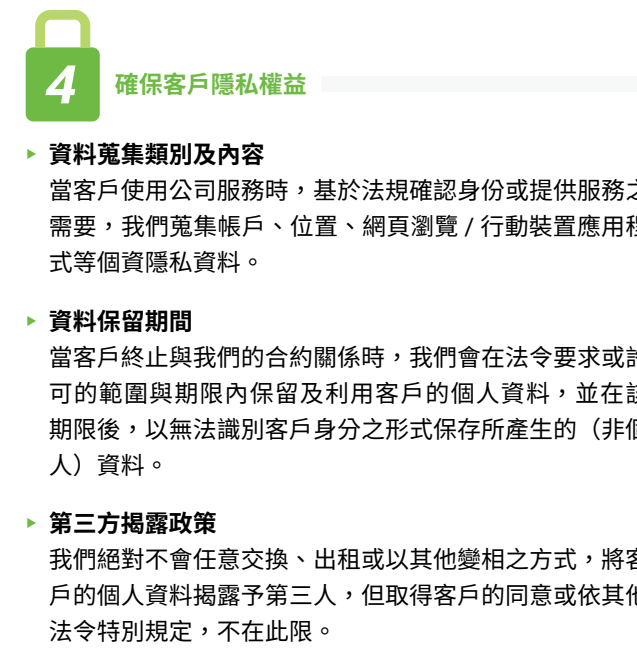 4
確保客戶隱私權益
資料蒐集類別及內容
當客戶使用公司服務時，基於法規確認身份或提供服務之
需要，我們蒐集帳戶、位置、網頁瀏覽 / 行動裝置應用程
式等個資隱私資料。
資料保留期間
當客戶終止與我們的合約關係時，我們會在法令要求或許
可的範圍與期限內保留及利用客戶的個人資料，並在該
期限後，以無法識別客戶身分之形式保存所產生的（非個
人）資料。
第三方揭露政策
我們絕對不會任意交換、出租或以其他變相之方式，將客
戶的個人資料揭露予第三人，但取得客戶的同意或依其他
法令特別規定，不在此限。